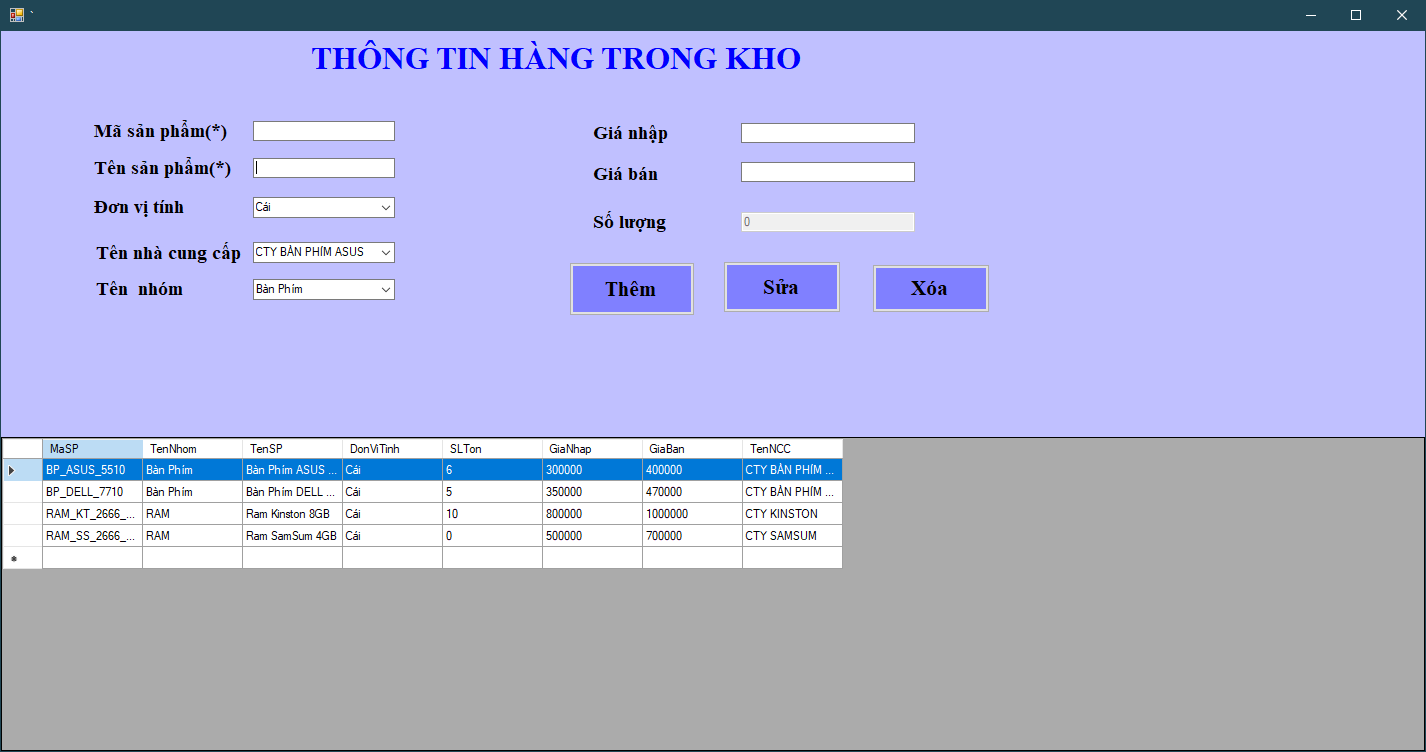 `
THÔNG TIN HÀNG TRONG KHO
Mã sản phẩm(*)
Giá nhập
Tên sản phẩm(*)
Giá bán
Đơn vị tính Cái
Số lượng 0
Tên nhà cung cấp CTY BÀN PHÍM ASUS
Tên nhóm Bàn Phím
Thêm Sửa Xóa
MaSP TenNhom TenSP DonViTinh SLTon GiaNhap GiaBan TenNCC
BP_ASUS_5510 Bàn Phím Bàn Phím ASUS ... Cái 6 300000 400000 CTY BÀN PHÍM ...
BP_DELL_7710 Bàn Phím Bàn Phím DELL ... Cái 5 350000 470000 CTY BÀN PHÍM ...
RAM_KT_2666_... RAM Ram Kinston 8GB Cái 10 800000 1000000 CTY KINSTON
RAM_SS_2666_... RAM Ram SamSum 4GB Cái 0 500000 700000 CTY SAMSUM